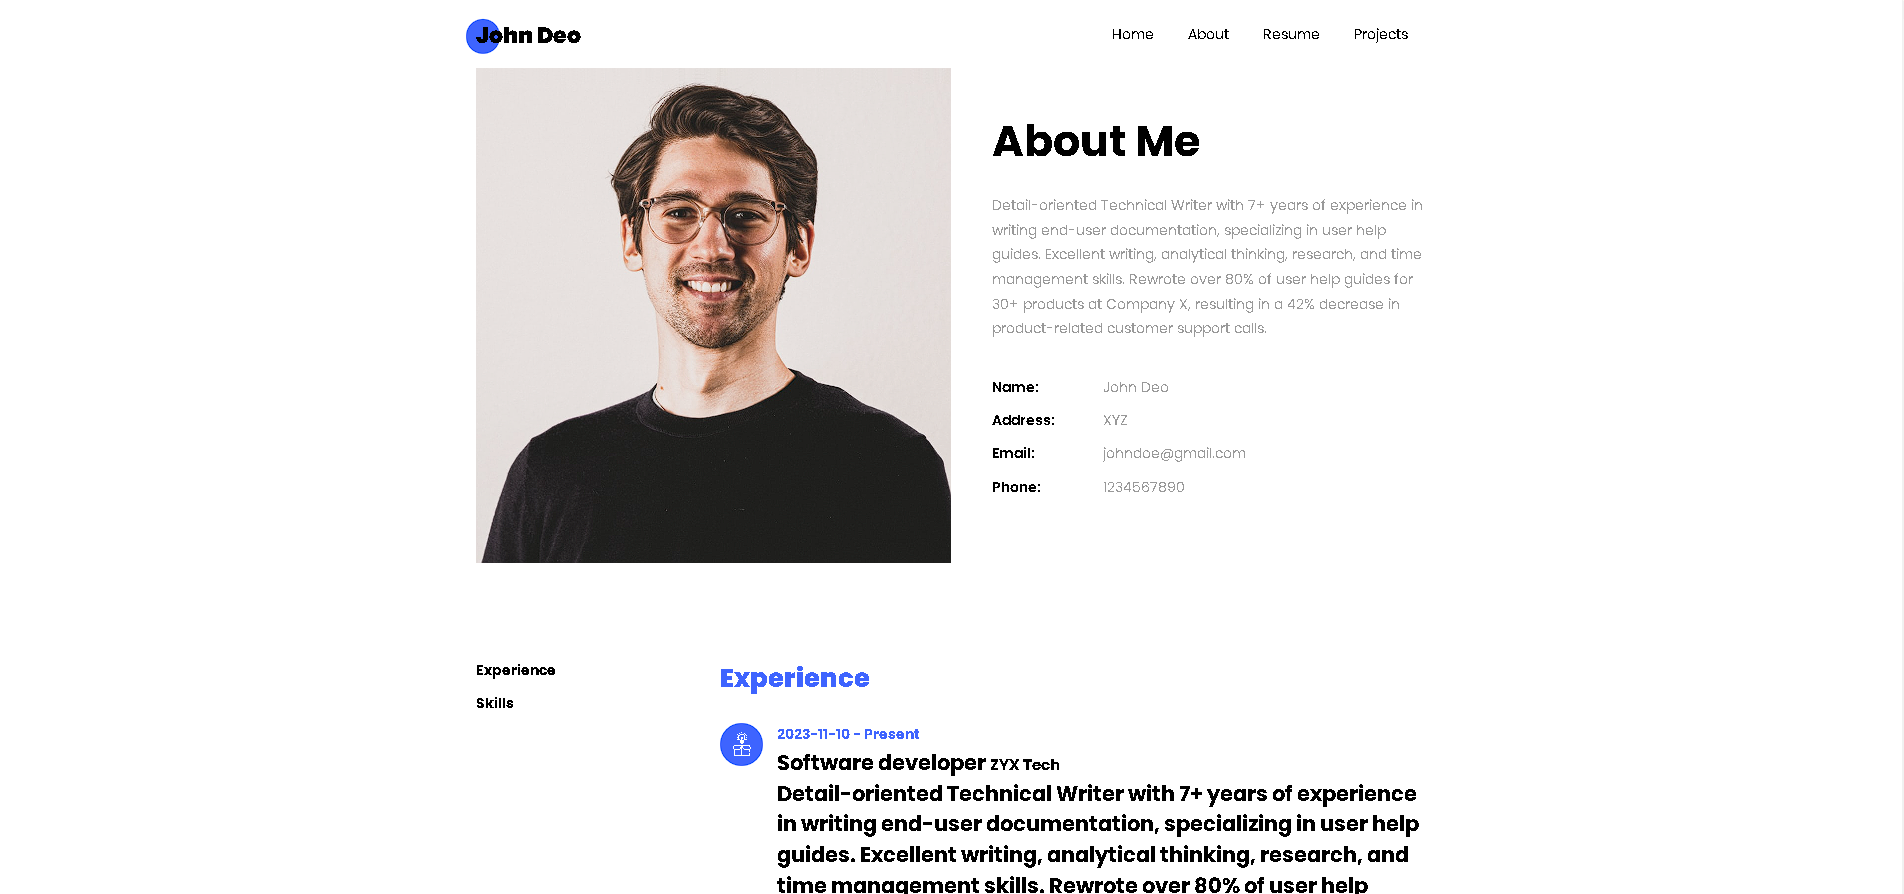 John Deo
Home About Resume Projects
About Me
Detail-oriented Technical Writer with 7+ years of experience in
writing end-user documentation, specializing in user help
guides. Excellent writing, analytical thinking, research, and time
management skills. Rewrote over 80% of user help guides for
30+ products at Company X, resulting in a 42% decrease in
product-related customer support calls.
Name: John Deo
Address: XYZ
Email: johndoe@gmail.com
Phone: 1234567890
Experience
Skills
Experience
2023-11-10 - Present
Software developer ZYX Tech
Detail-oriented Technical Writer with 7+ years of experience
in writing end-user documentation, specializing in user help
guides. Excellent writing, analytical thinking, research, and
time management skills. Rewrote over 80% of user help